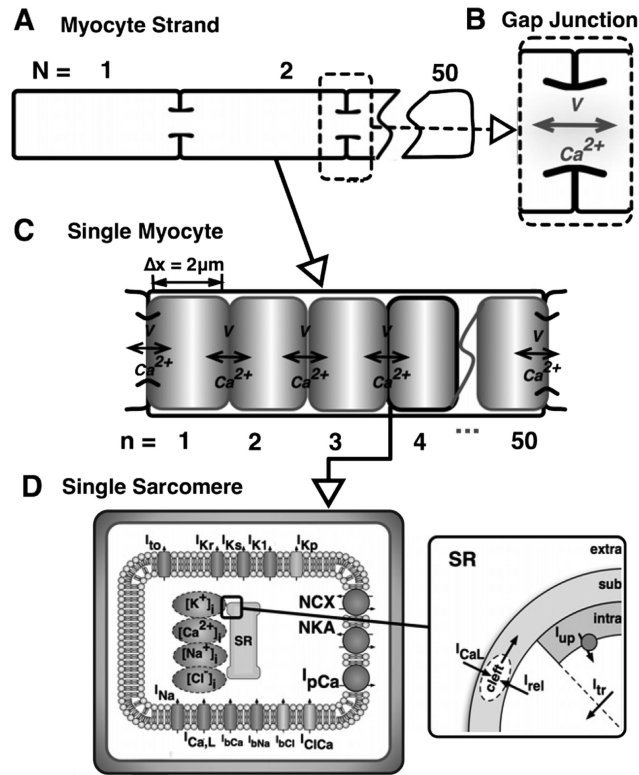 A Myocyte Strand
N = 1 2 50
B Gap Junction
V
Ca2+
C Single Myocyte
Δx = 2μm
V V V V V
Ca2+ Ca2+ Ca2+ Ca2+ Ca2+
n = 1 2 3 4 ... 50
D Single Sarcomere
Ito IKr IKs IK1 IKp
[K+]i
[Ca2+]i
[Na+]i
[Cl-]i
SR
NCX
NKA
IpCa
INa
ICa,L IbCa IbNa IbCl IClCa
SR
extra
sub
intra
Iup
ICaL
cleft
Irel
Itr